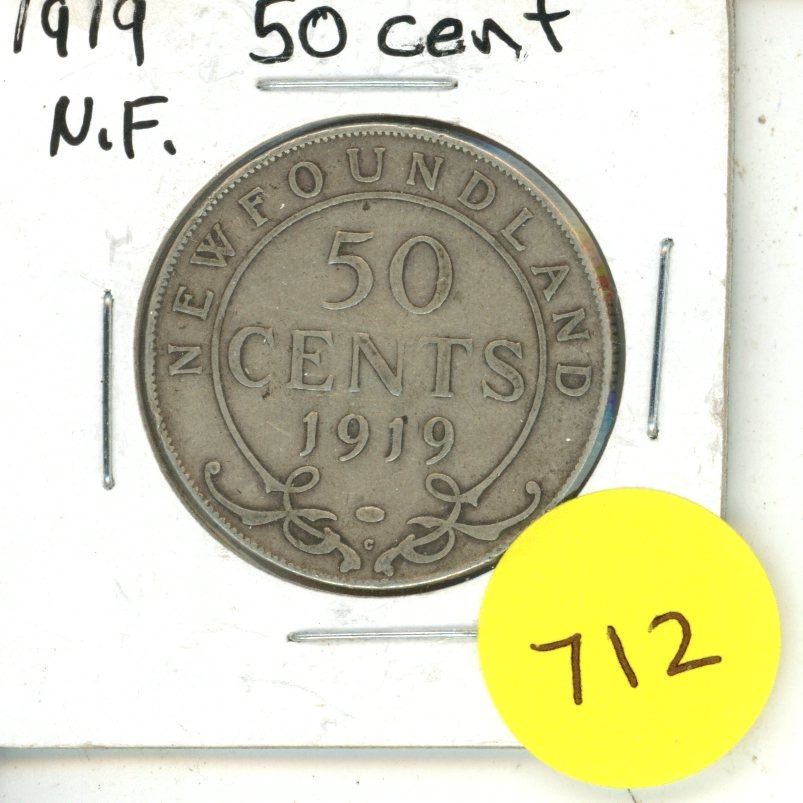 1919 50 cent
N.F.
NEWFOUNDLAND
50
CENTS
1919
C
712